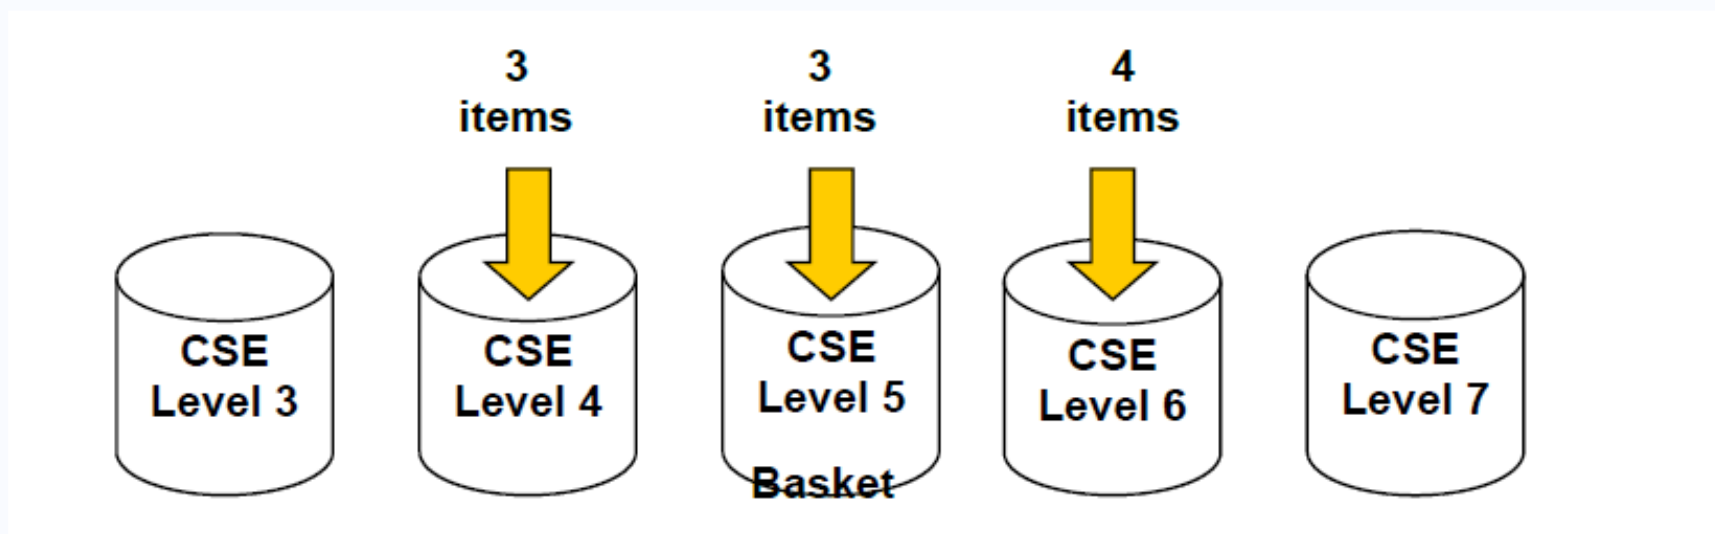 3
items
3
items
4
items
CSE
Level 3
CSE
Level 4
CSE
Level 5
Basket
CSE
Level 6
CSE
Level 7